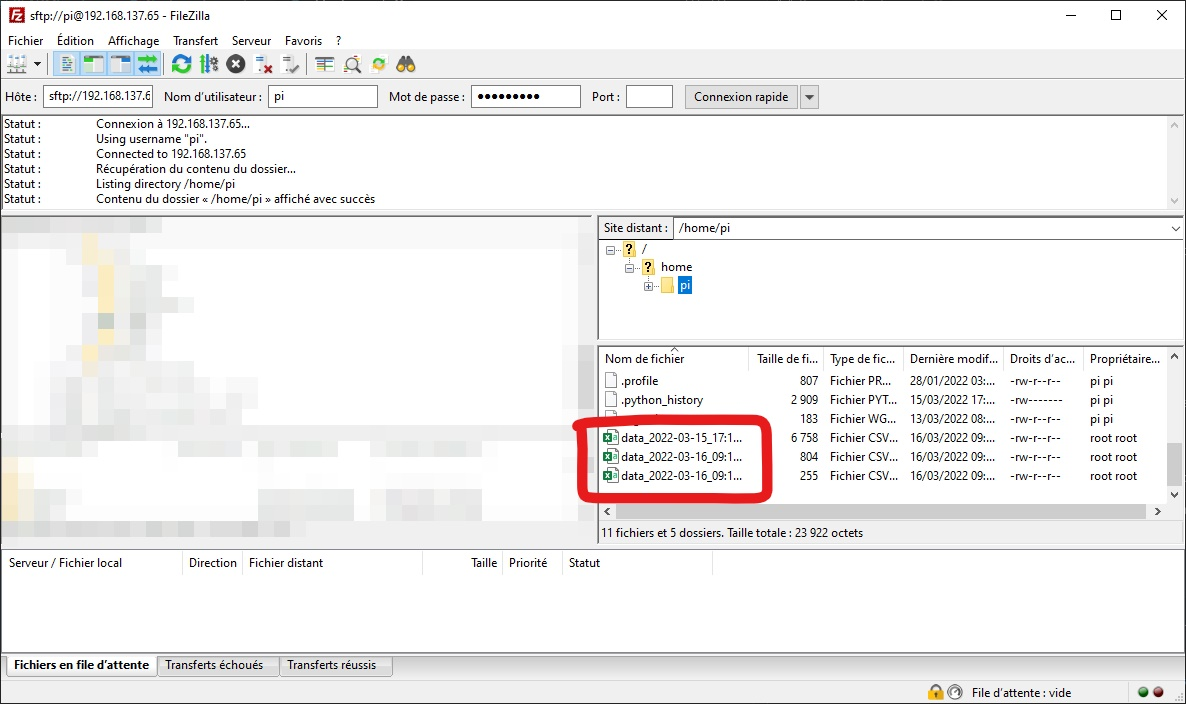 sftp://pi@192.168.137.65 - FileZilla
Fichier Édition Affichage Transfert Serveur Favoris ?
Hôte : sftp://192.168.137.6 Nom d'utilisateur : pi Mot de passe : ●●●●●●●●● Port : Connexion rapide
Statut : Connexion à 192.168.137.65...
Statut : Using username "pi".
Statut : Connected to 192.168.137.65
Statut : Récupération du contenu du dossier...
Statut : Listing directory /home/pi
Statut : Contenu du dossier « /home/pi » affiché avec succès
Site distant : /home/pi
/
home
pi
Nom de fichier Taille de fi... Type de fic... Dernière modif... Droits d'ac... Propriétaire...
.profile 807 Fichier PR... 28/01/2022 03:... -rw-r--r-- pi pi
.python_history 2 909 Fichier PYT... 15/03/2022 17:... -rw------- pi pi
183 Fichier WG... 13/03/2022 08:... -rw-r--r-- pi pi
data_2022-03-15_17:1... 6 758 Fichier CSV... 16/03/2022 09:... -rw-r--r-- root root
data_2022-03-16_09:1... 804 Fichier CSV... 16/03/2022 09:... -rw-r--r-- root root
data_2022-03-16_09:1... 255 Fichier CSV... 16/03/2022 09:... -rw-r--r-- root root
11 fichiers et 5 dossiers. Taille totale : 23 922 octets
Serveur / Fichier local Direction Fichier distant Taille Priorité Statut
Fichiers en file d'attente Transferts échoués Transferts réussis
File d'attente : vide